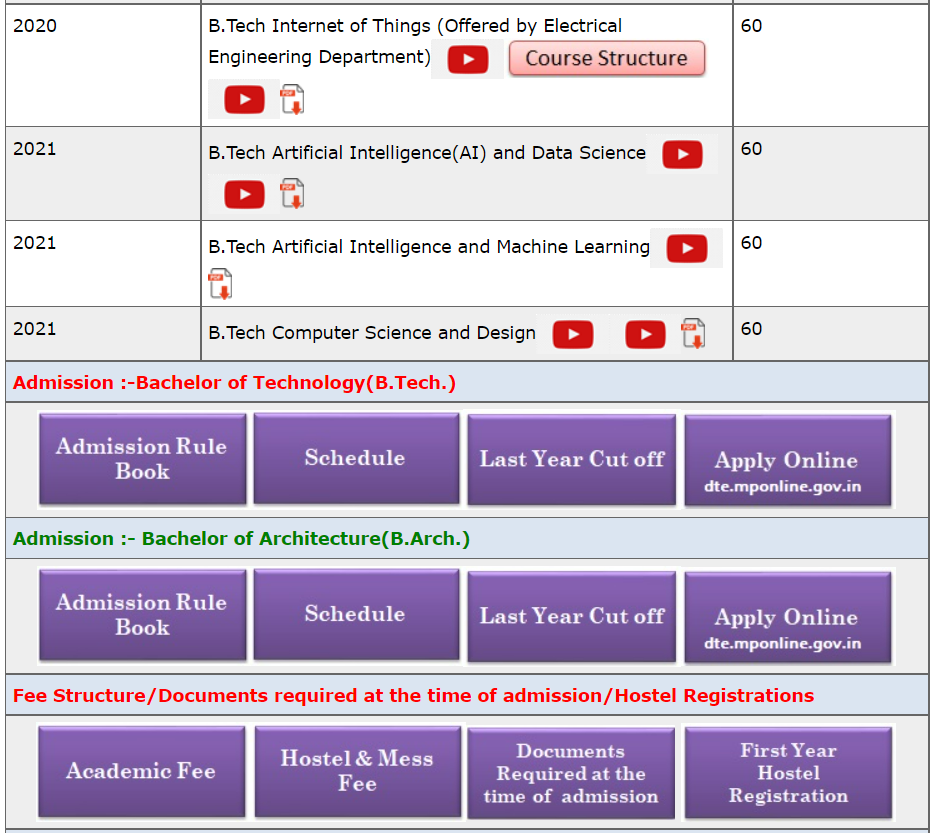 2020
B.Tech Internet of Things (Offered by Electrical
Engineering Department)
Course Structure
60
PDF
2021
B.Tech Artificial Intelligence(AI) and Data Science
60
PDF
2021
B.Tech Artificial Intelligence and Machine Learning
60
PDF
2021
B.Tech Computer Science and Design
PDF
60
Admission :-Bachelor of Technology(B.Tech.)
Admission Rule
Book
Schedule
Last Year Cut off
Apply Online
dte.mponline.gov.in
Admission :- Bachelor of Architecture(B.Arch.)
Admission Rule
Book
Schedule
Last Year Cut off
Apply Online
dte.mponline.gov.in
Fee Structure/Documents required at the time of admission/Hostel Registrations
Academic Fee
Hostel & Mess
Fee
Documents
Required at the
time of admission
First Year
Hostel
Registration